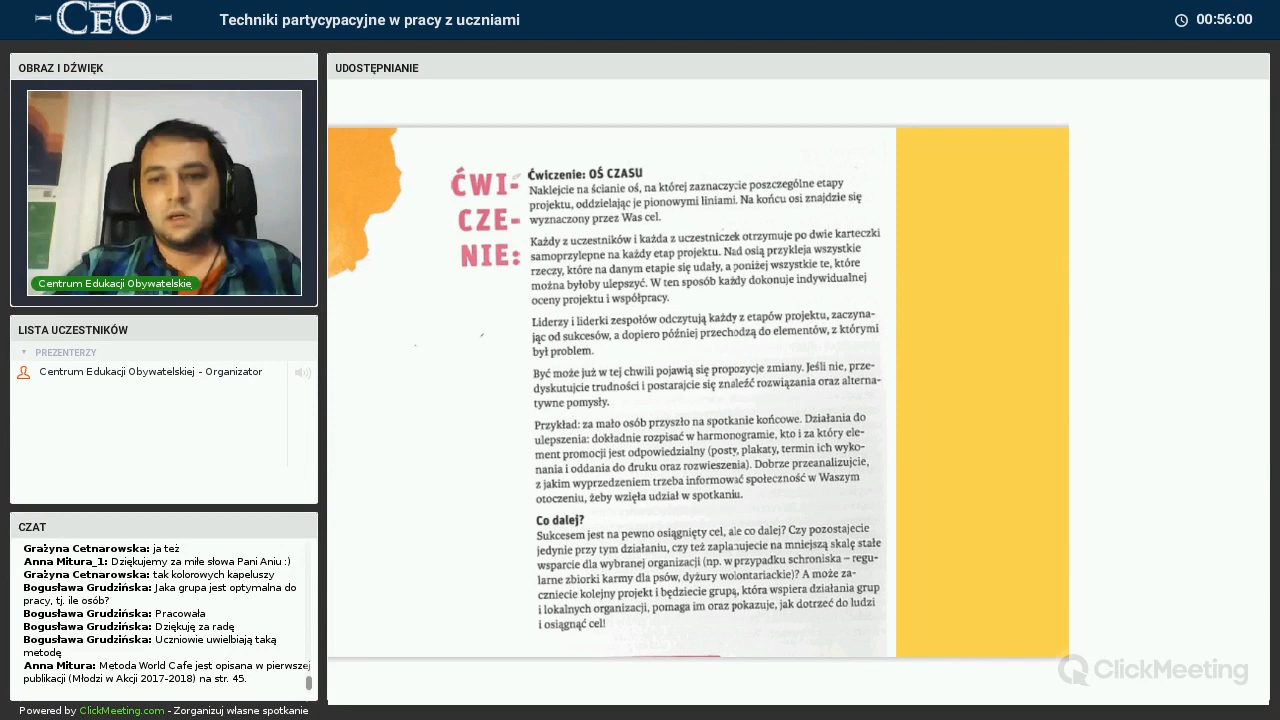 CEO
Techniki partycypacyjne w pracy z uczniami
00:56:00
OBRAZ I DŹWIĘK
Centrum Edukacji Obywatelskie
LISTA UCZESTNIKÓW
PREZENTERZY
Centrum Edukacji Obywatelskiej - Organizator
CZAT
Grażyna Cetnarowska: ja też
Anna Mitura_1: Dziękujemy za miłe słowa Pani Aniu :)
Grażyna Cetnarowska: tak kolorowych kapeluszy
Bogusława Grudzińska: Jaka grupa jest optymalna do
pracy, tj. ile osób?
Bogusława Grudzińska: Pracowała
Bogusława Grudzińska: Dziękuję za radę
Bogusława Grudzińska: Uczniowie uwielbiają taką
metodę
Anna Mitura: Metoda World Cafe jest opisana w pierwszej
publikacji (Młodzi w Akcji 2017-2018) na str. 45.
Powered by ClickMeeting.com - Zorganizuj własne spotkanie
UDOSTĘPNIANIE
ĆWI-
CZE-
NIE:
Ćwiczenie: OŚ CZASU
Naklejcie na ścianie oś, na której zaznaczycie poszczególne etapy
projektu, oddzielając je pionowymi liniami. Na końcu osi znajdzie się
wyznaczony przez Was cel.
Każdy z uczestników i każda z uczestniczek otrzymuje po dwie karteczki
samoprzylepne na każdy etap projektu. Nad osią przykleja wszystkie
rzeczy, które na danym etapie się udały, a poniżej wszystkie te, które
można byłoby ulepszyć. W ten sposób każdy dokonuje indywidualnej
oceny projektu i współpracy.
Liderzy i liderki zespołów odczytują każdy z etapów projektu, zaczyna-
jąc od sukcesów, a dopiero później przechodzą do elementów, z którymi
był problem.
Być może już w tej chwili pojawią się propozycje zmiany. Jeśli nie, prze-
dyskutujcie trudności i postarajcie się znaleźć rozwiązania oraz alterna-
tywne pomysły.
Przykład: za mało osób przyszło na spotkanie końcowe. Działania do
ulepszenia: dokładnie rozpisać w harmonogramie, kto i za który ele-
ment promocji jest odpowiedzialny (posty, plakaty, termin ich wyko-
nania i oddania do druku oraz rozwieszenia). Dobrze przeanalizujcie,
z jakim wyprzedzeniem trzeba informować społeczność w Waszym
otoczeniu, żeby wzięła udział w spotkaniu.
Co dalej?
Sukcesem jest na pewno osiągnięty cel, ale co dalej? Czy pozostajecie
jedynie przy tym działaniu, czy też zaplanujecie na mniejszą skalę stałe
wsparcie dla wybranej organizacji (np. w przypadku schroniska – regu-
larne zbiorki karmy dla psów, dyżury wolontariackie)? A może za-
czniecie kolejny projekt i będziecie grupą, która wspiera działania grup
i lokalnych organizacji, pomaga im oraz pokazuje, jak dotrzeć do ludzi
i osiągnąć cel!
ClickMeeting